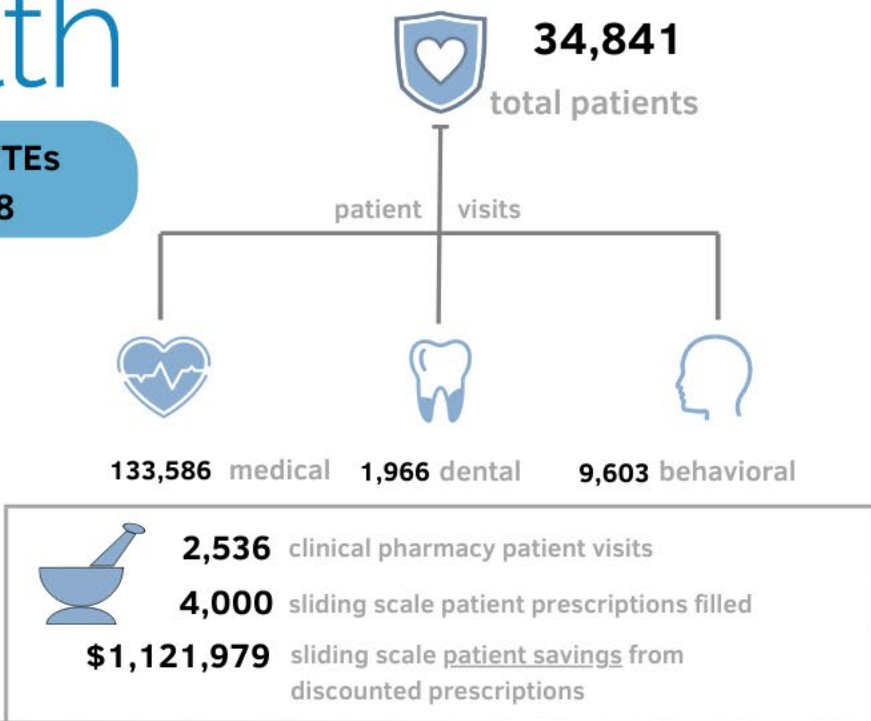 th
TEs
8
34,841
total patients
patient visits
133,586 medical 1,966 dental 9,603 behavioral
2,536 clinical pharmacy patient visits
4,000 sliding scale patient prescriptions filled
$1,121,979 sliding scale patient savings from
discounted prescriptions